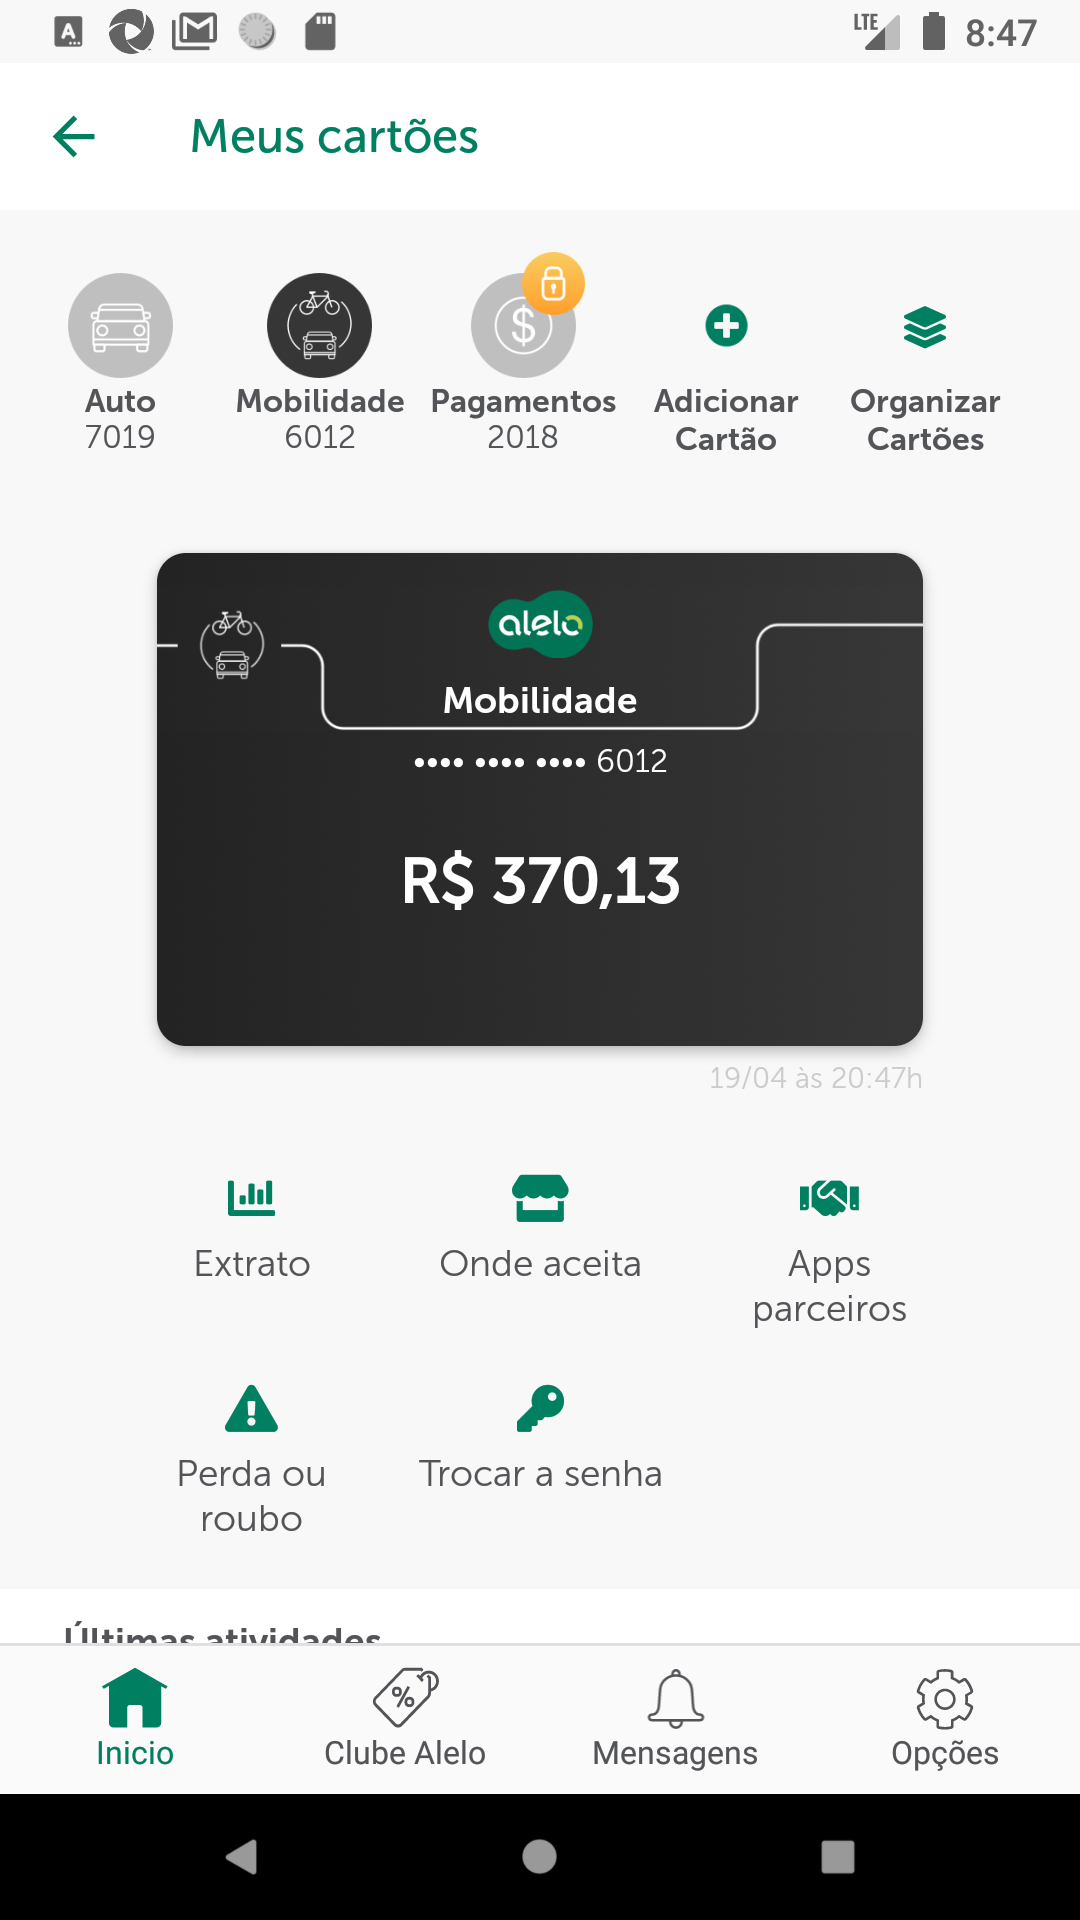 LTE 8:47
Meus cartões
Auto
7019
Mobilidade
6012
Pagamentos
2018
Adicionar
Cartão
Organizar
Cartões
alelo
Mobilidade
•••• •••• •••• 6012
R$ 370,13
19/04 às 20:47h
Extrato
Onde aceita
Apps
parceiros
Perda ou
roubo
Trocar a senha
Últimas atividades
Inicio
Clube Alelo
Mensagens
Opções